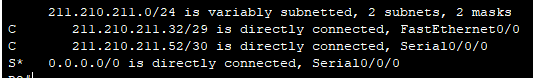 211.210.211.0/24 is variably subnetted, 2 subnets, 2 masks
C 211.210.211.32/29 is directly connected, FastEthernet0/0
C 211.210.211.52/30 is directly connected, Serial0/0/0
S* 0.0.0.0/0 is directly connected, Serial0/0/0